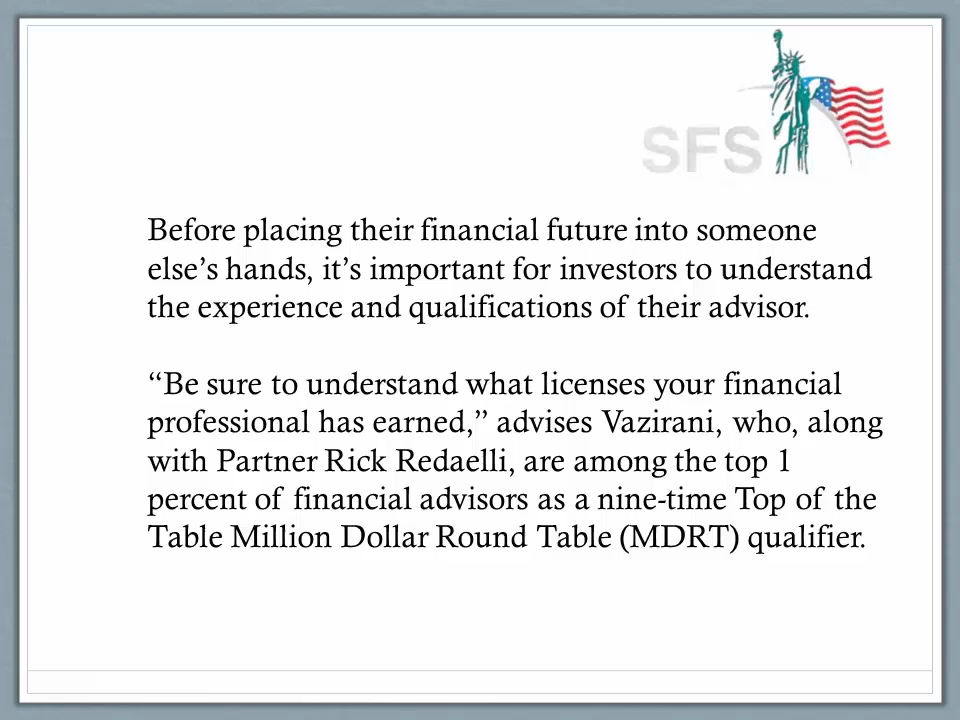 SFS
Before placing their financial future into someone
else’s hands, it’s important for investors to understand
the experience and qualifications of their advisor.
“Be sure to understand what licenses your financial
professional has earned,” advises Vazirani, who, along
with Partner Rick Redaelli, are among the top 1
percent of financial advisors as a nine-time Top of the
Table Million Dollar Round Table (MDRT) qualifier.